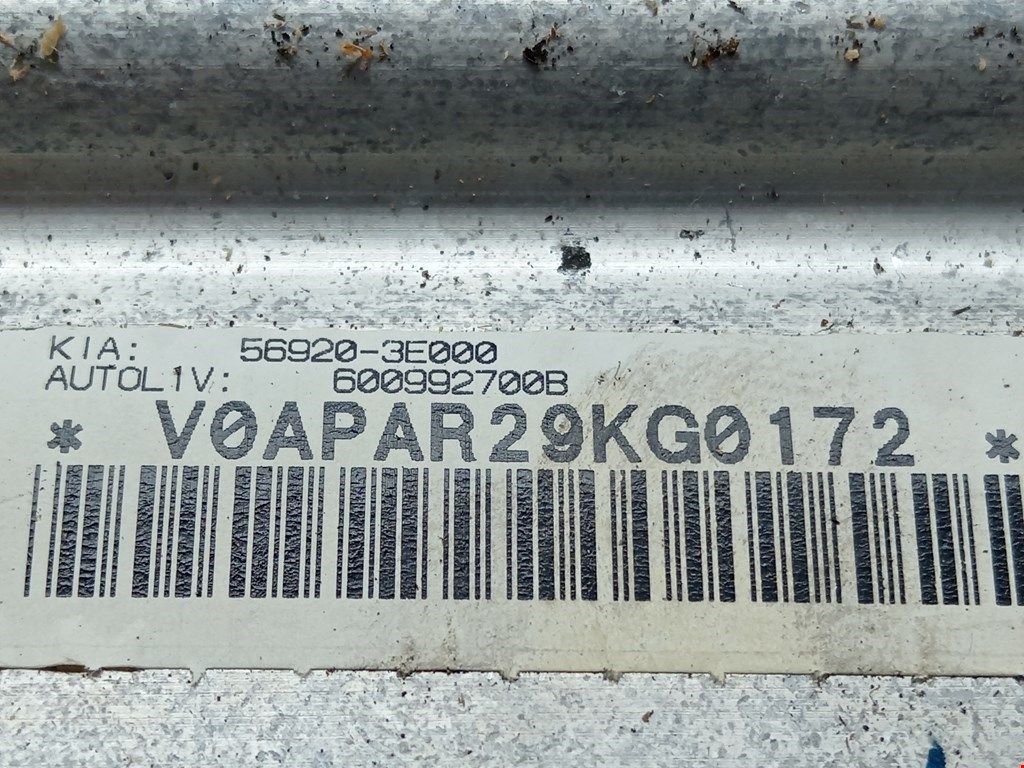 KIA: 56920-3E000
AUTOLIV: 600992700B
* V0APAR29KG0172 *